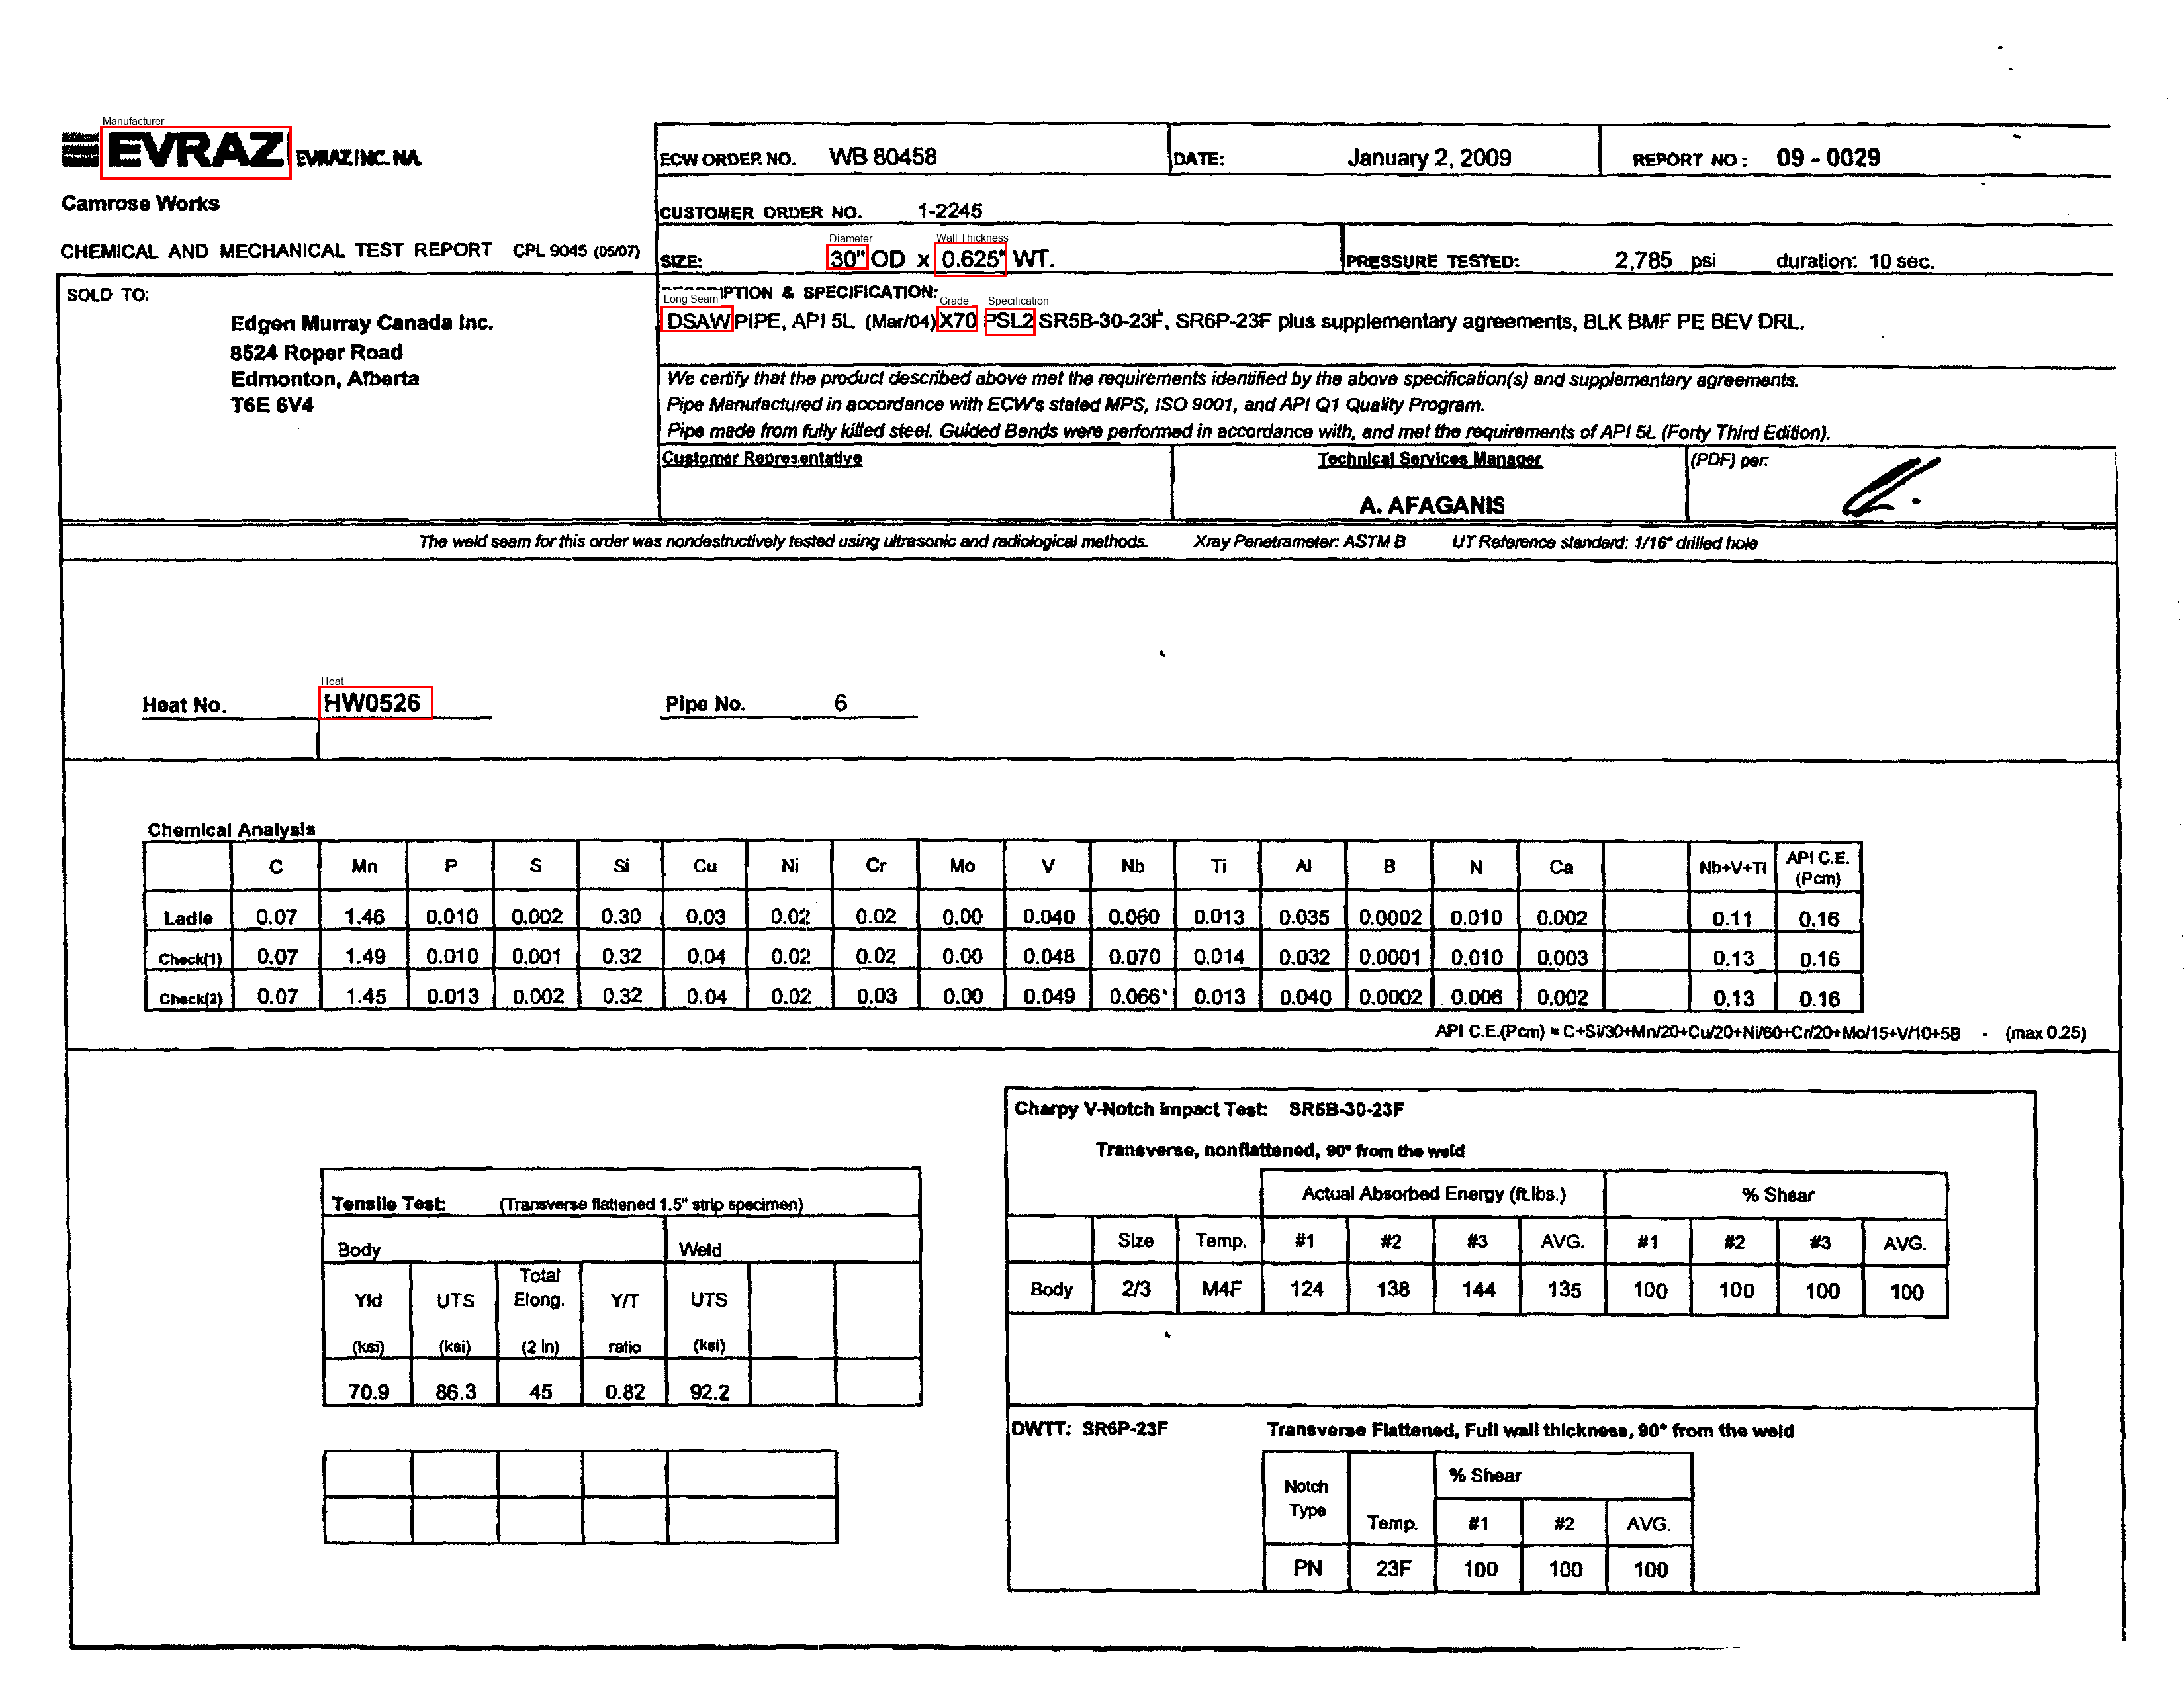 Manufacturer
EVRAZ EVRAZ INC. NA
Camrose Works
CHEMICAL AND MECHANICAL TEST REPORT CPL 9045 (05/07)
ECW ORDER NO. WB 80458 DATE: January 2, 2009 REPORT NO: 09 - 0029
CUSTOMER ORDER NO. 1-2245
Diameter Wall Thickness
SIZE: 30" OD x 0.625" WT. PRESSURE TESTED: 2,785 psi duration: 10 sec.
SOLD TO:
Edgen Murray Canada Inc.
8524 Roper Road
Edmonton, Alberta
T6E 6V4
IPTION & SPECIFICATION:
Long Seam Grade Specification
DSAW PIPE, API 5L (Mar/04) X70 PSL2 SR5B-30-23F, SR6P-23F plus supplementary agreements, BLK BMF PE BEV DRL.
We certify that the product described above met the requirements identified by the above specification(s) and supplementary agreements.
Pipe Manufactured in accordance with ECW's stated MPS, ISO 9001, and API Q1 Quality Program.
Pipe made from fully killed steel. Guided Bends were performed in accordance with, and met the requirements of API 5L (Forty Third Edition).
Customer Representative Technical Services Manager (PDF) per:
A. AFAGANIS
The weld seam for this order was nondestructively tested using ultrasonic and radiological methods. Xray Penetrameter: ASTM B UT Reference standard: 1/16" drilled hole
Heat
Heat No. HW0526 Pipe No. 6
Chemical Analysis
C Mn P S Si Cu Ni Cr Mo V Nb Ti Al B N Ca Nb+V+Ti API C.E. (Pcm)
Ladle 0.07 1.46 0.010 0.002 0.30 0.03 0.02 0.02 0.00 0.040 0.060 0.013 0.035 0.0002 0.010 0.002 0.11 0.16
Check(1) 0.07 1.49 0.010 0.001 0.32 0.04 0.02 0.02 0.00 0.048 0.070 0.014 0.032 0.0001 0.010 0.003 0.13 0.16
Check(2) 0.07 1.45 0.013 0.002 0.32 0.04 0.02 0.03 0.00 0.049 0.066 0.013 0.040 0.0002 0.006 0.002 0.13 0.16
API C.E.(Pcm) = C+Si/30+Mn/20+Cu/20+Ni/60+Cr/20+Mo/15+V/10+5B - (max 0.25)
Tensile Test: (Transverse flattened 1.5" strip specimen)
Body Weld
Yld UTS Total Elong. Y/T UTS
(ksi) (ksi) (2 in) ratio (ksi)
70.9 86.3 45 0.82 92.2
Charpy V-Notch Impact Test: SR5B-30-23F
Transverse, nonflattened, 90° from the weld
Actual Absorbed Energy (ft.lbs.) % Shear
Size Temp. #1 #2 #3 AVG. #1 #2 #3 AVG.
Body 2/3 M4F 124 138 144 135 100 100 100 100
DWTT: SR6P-23F Transverse Flattened, Full wall thickness, 90° from the weld
Notch Type Temp. % Shear
#1 #2 AVG.
PN 23F 100 100 100